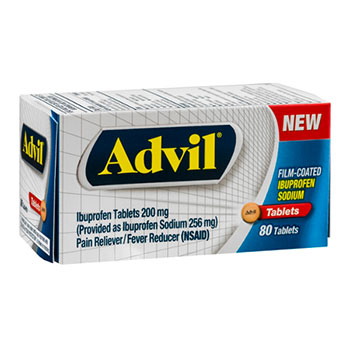 Advil®
Ibuprofen Tablets 200 mg
(Provided as Ibuprofen Sodium 256 mg)
Pain Reliever/Fever Reducer (NSAID)
NEW
FILM-COATED
IBUPROFEN
SODIUM
Advil
Tablets
80 Tablets